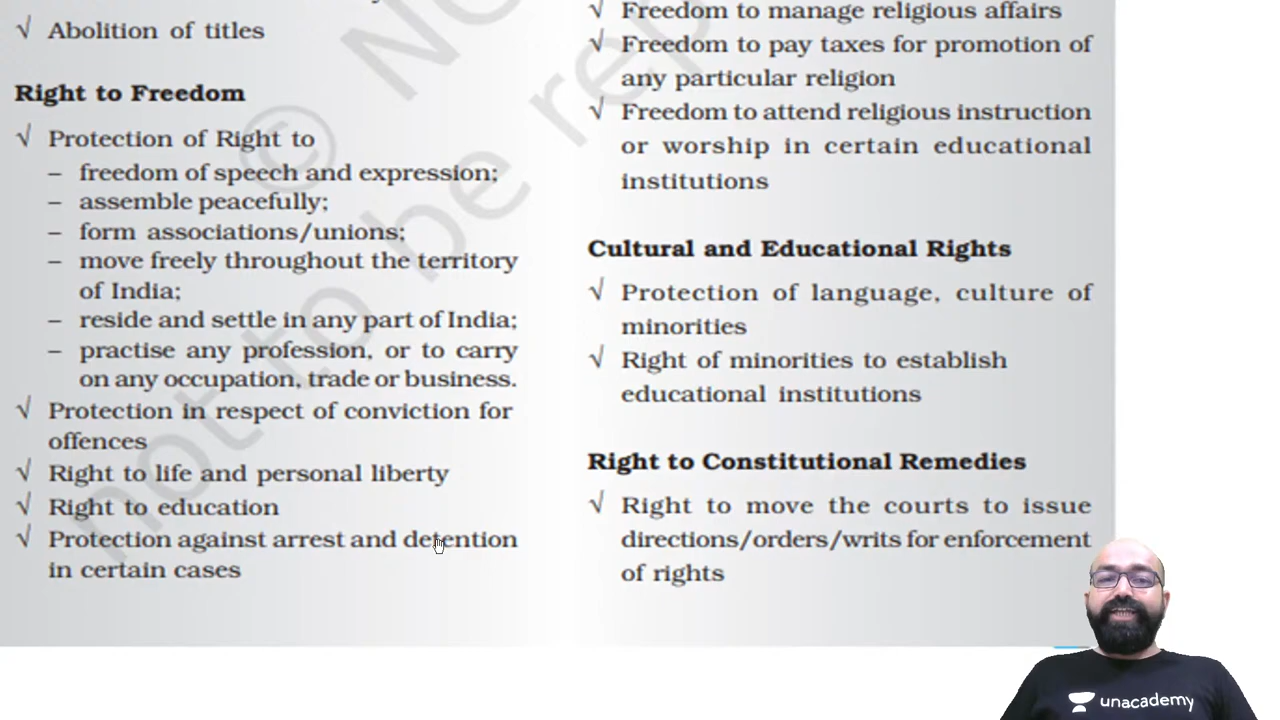 √ Abolition of titles
Right to Freedom
√ Protection of Right to
– freedom of speech and expression;
– assemble peacefully;
– form associations/unions;
– move freely throughout the territory
of India;
– reside and settle in any part of India;
– practise any profession, or to carry
on any occupation, trade or business.
√ Protection in respect of conviction for
offences
√ Right to life and personal liberty
√ Right to education
√ Protection against arrest and detention
in certain cases
√ Freedom to manage religious affairs
√ Freedom to pay taxes for promotion of
any particular religion
√ Freedom to attend religious instruction
or worship in certain educational
institutions
Cultural and Educational Rights
√ Protection of language, culture of
minorities
√ Right of minorities to establish
educational institutions
Right to Constitutional Remedies
√ Right to move the courts to issue
directions/orders/writs for enforcement
of rights
not to be
©
unacademy